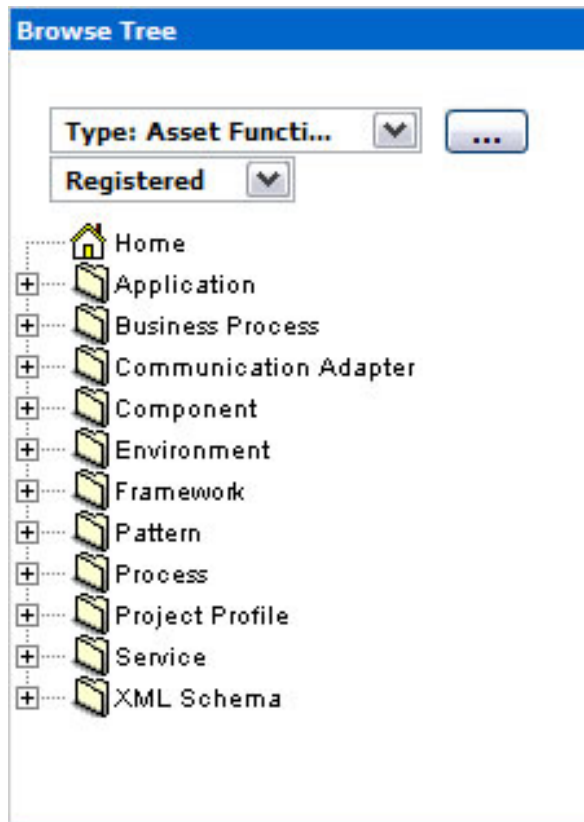 Browse Tree
Type: Asset Functi...
...
Registered
Home
Application
Business Process
Communication Adapter
Component
Environment
Framework
Pattern
Process
Project Profile
Service
XML Schema